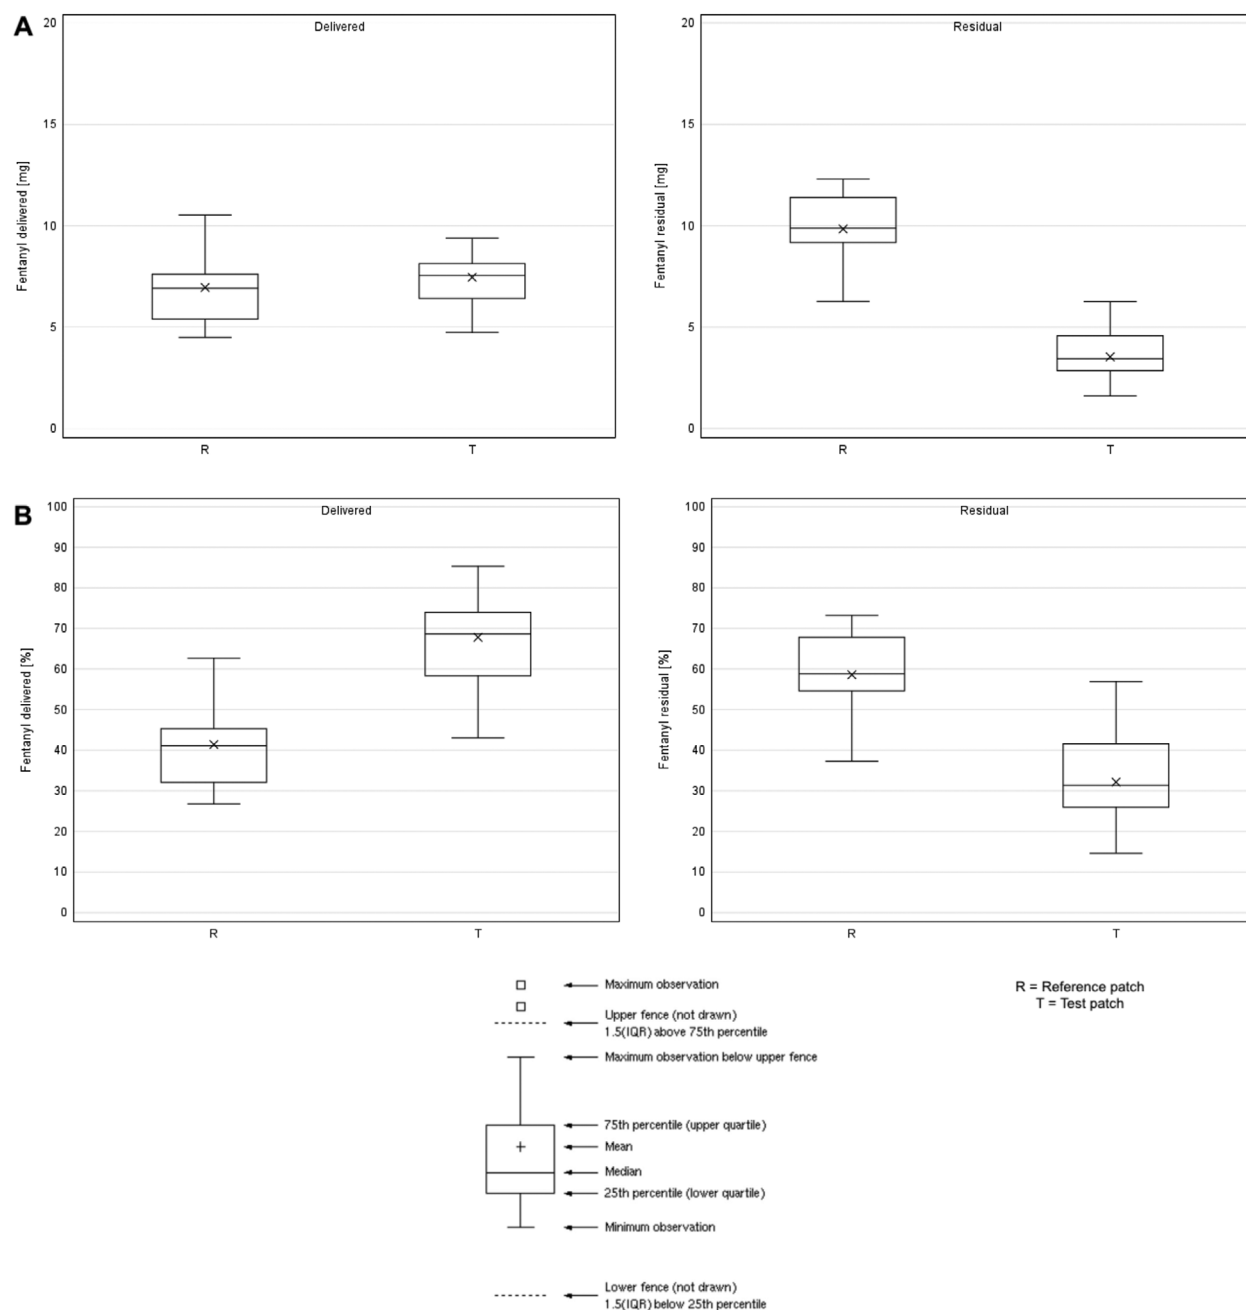 A
Delivered
Fentanyl delivered [mg]
20
15
10
5
0
R
T
Residual
Fentanyl residual [mg]
20
15
10
5
0
R
T
B
Delivered
Fentanyl delivered [%]
100
90
80
70
60
50
40
30
20
10
0
R
T
Residual
Fentanyl residual [%]
100
90
80
70
60
50
40
30
20
10
0
R
T
Maximum observation
Upper fence (not drawn)
1.5(IQR) above 75th percentile
Maximum observation below upper fence
75th percentile (upper quartile)
Mean
Median
25th percentile (lower quartile)
Minimum observation
Lower fence (not drawn)
1.5(IQR) below 25th percentile
R = Reference patch
T = Test patch